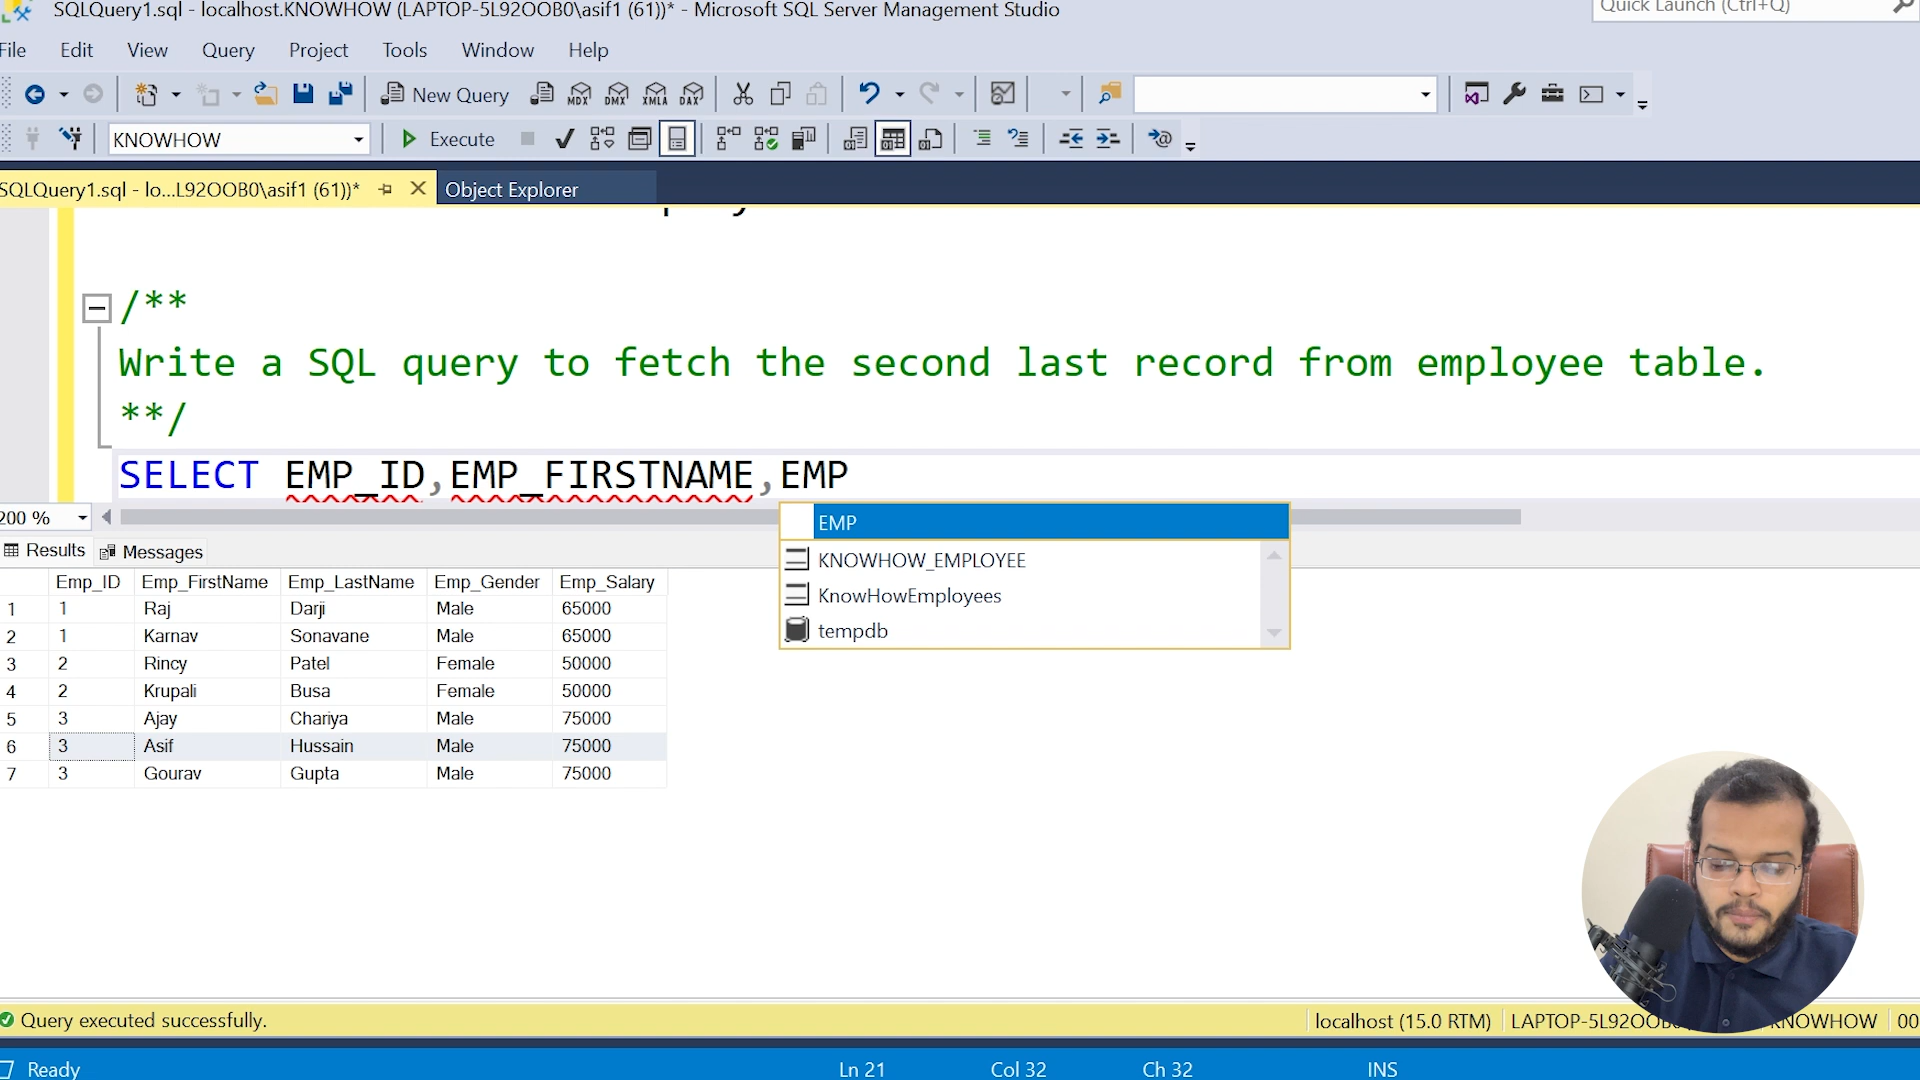 SQLQuery1.sql - localhost.KNOWHOW (LAPTOP-5L92OOB0\asif1 (61))* - Microsoft SQL Server Management Studio
Quick Launch (Ctrl+Q)
File Edit View Query Project Tools Window Help
New Query MDX DMX XMLA DAX
KNOWHOW Execute
SQLQuery1.sql - lo...L92OOB0\asif1 (61))* Object Explorer
/**
Write a SQL query to fetch the second last record from employee table.
**/
SELECT EMP_ID,EMP_FIRSTNAME,EMP
200 %
EMP
KNOWHOW_EMPLOYEE
KnowHowEmployees
tempdb
Results Messages
Emp_ID Emp_FirstName Emp_LastName Emp_Gender Emp_Salary
1 1 Raj Darji Male 65000
2 1 Karnav Sonavane Male 65000
3 2 Rincy Patel Female 50000
4 2 Krupali Busa Female 50000
5 3 Ajay Chariya Male 75000
6 3 Asif Hussain Male 75000
7 3 Gourav Gupta Male 75000
Query executed successfully. localhost (15.0 RTM) KNOWHOW 00
Ready Ln 21 Col 32 Ch 32 INS